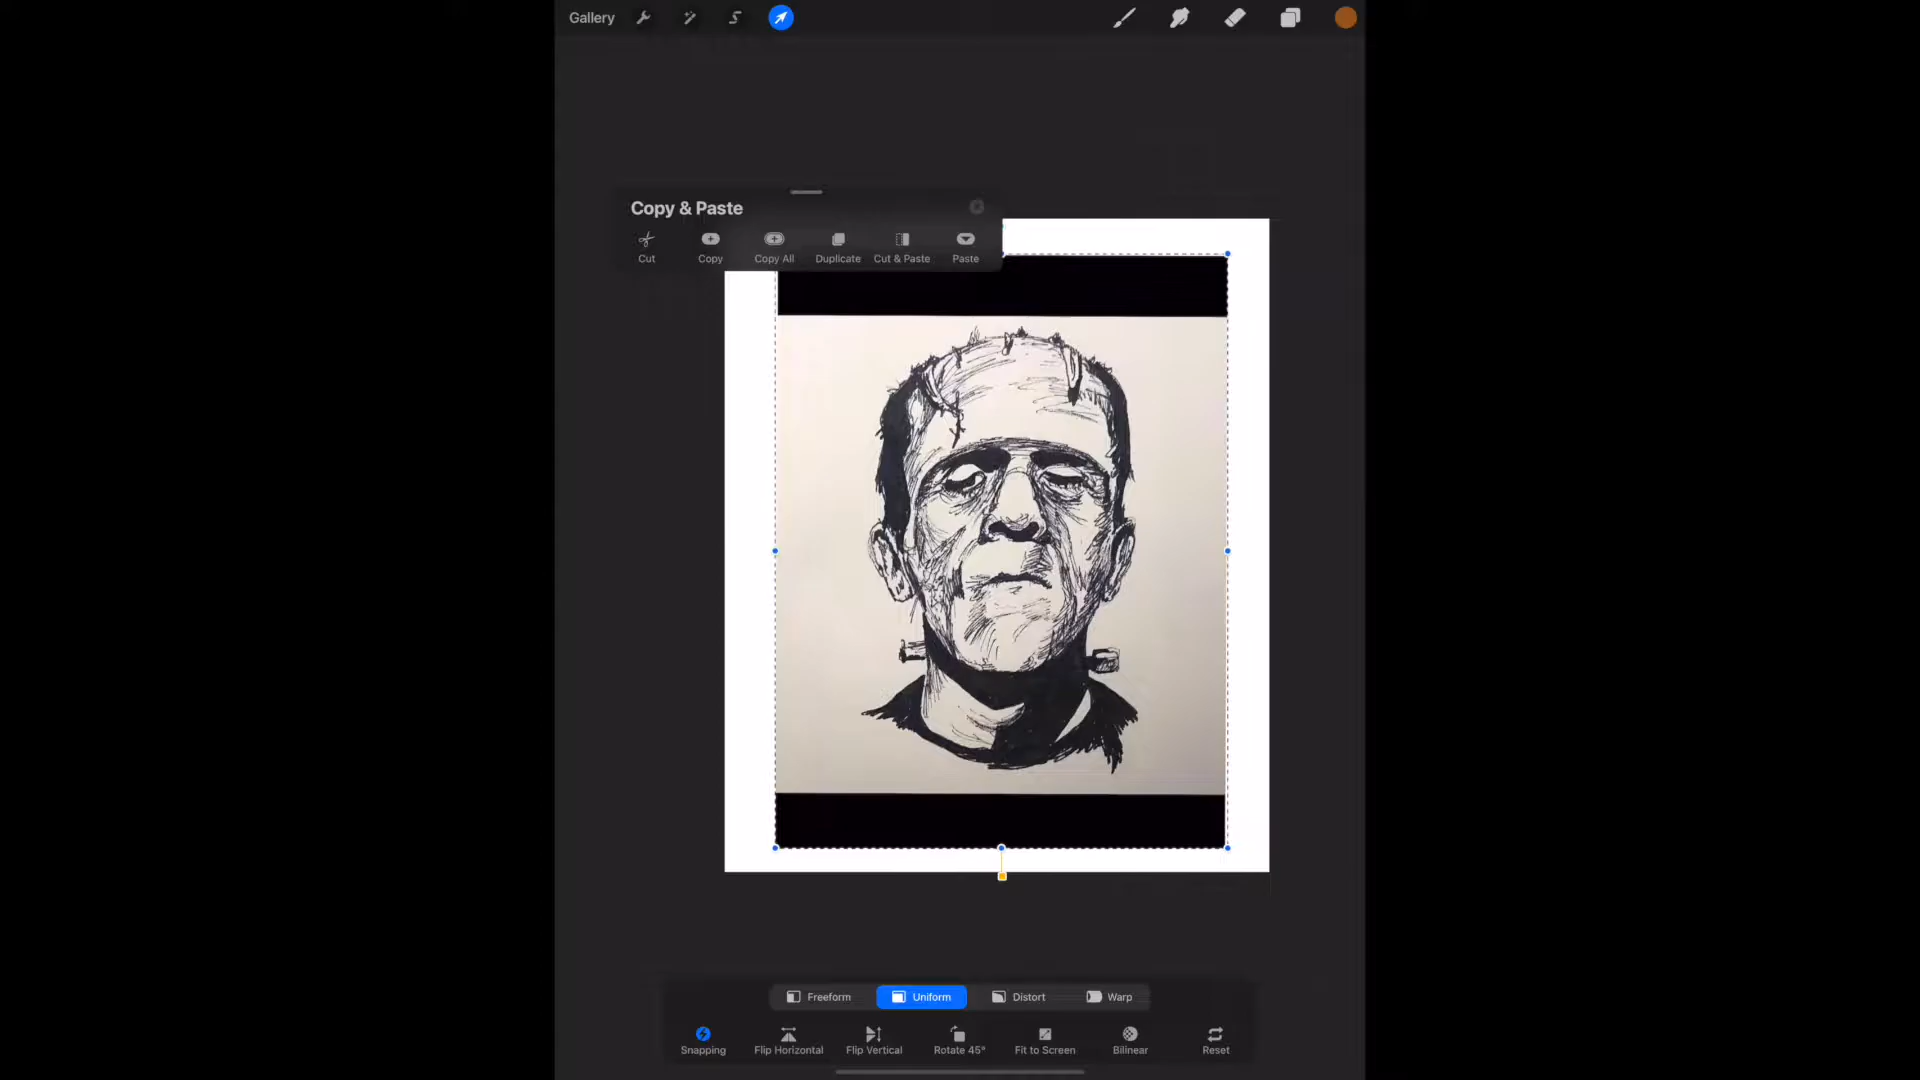 Gallery
Copy & Paste
Cut Copy Copy All Duplicate Cut & Paste Paste
Freeform Uniform Distort Warp
Snapping Flip Horizontal Flip Vertical Rotate 45° Fit to Screen Bilinear Reset